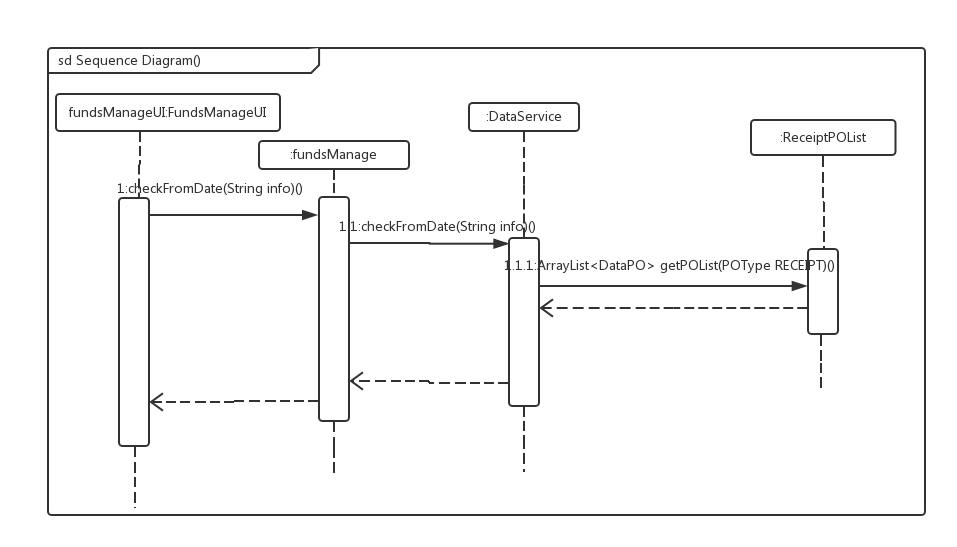 sd Sequence Diagram()
fundsManageUI:FundsManageUI
:DataService
:ReceiptPOList
:fundsManage
1:checkFromDate(String info)()
1.1:checkFromDate(String info)()
1.1.1:ArrayList<DataPO> getPOList(POType RECEIPT)()